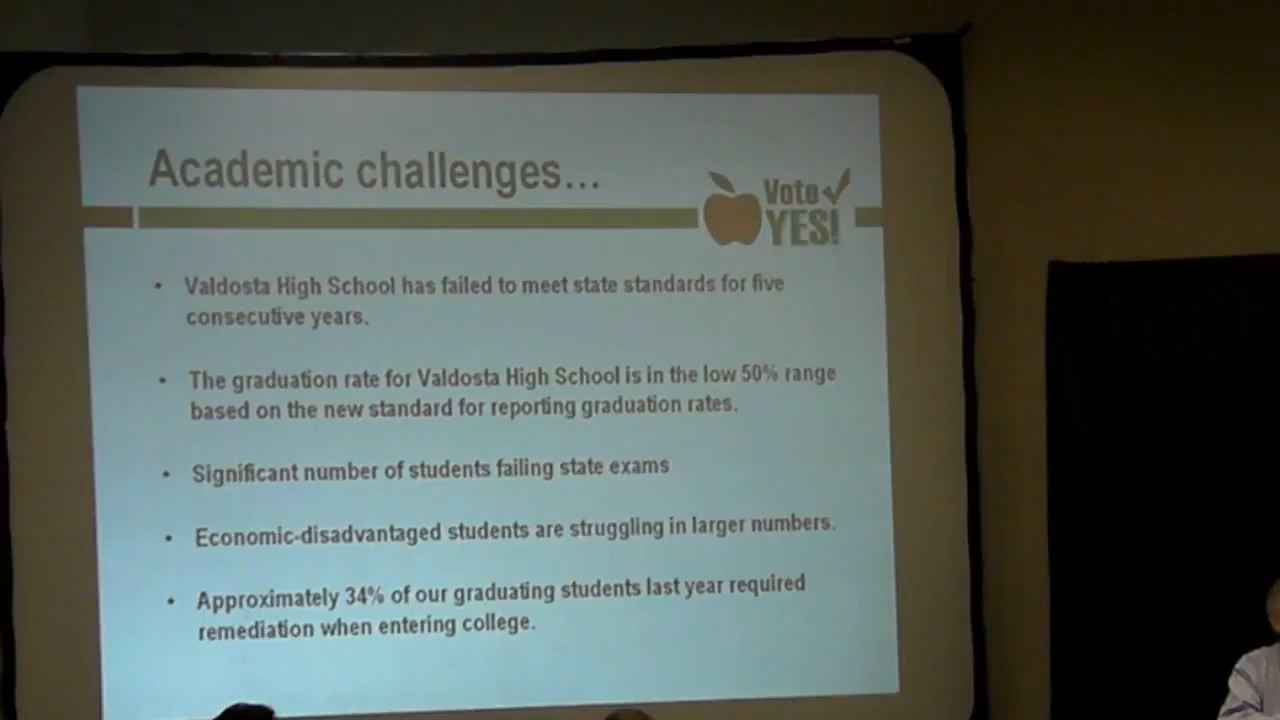 Academic challenges...
Vote
YES!
• Valdosta High School has failed to meet state standards for five
consecutive years.
• The graduation rate for Valdosta High School is in the low 50% range
based on the new standard for reporting graduation rates.
• Significant number of students failing state exams
• Economic-disadvantaged students are struggling in larger numbers.
• Approximately 34% of our graduating students last year required
remediation when entering college.